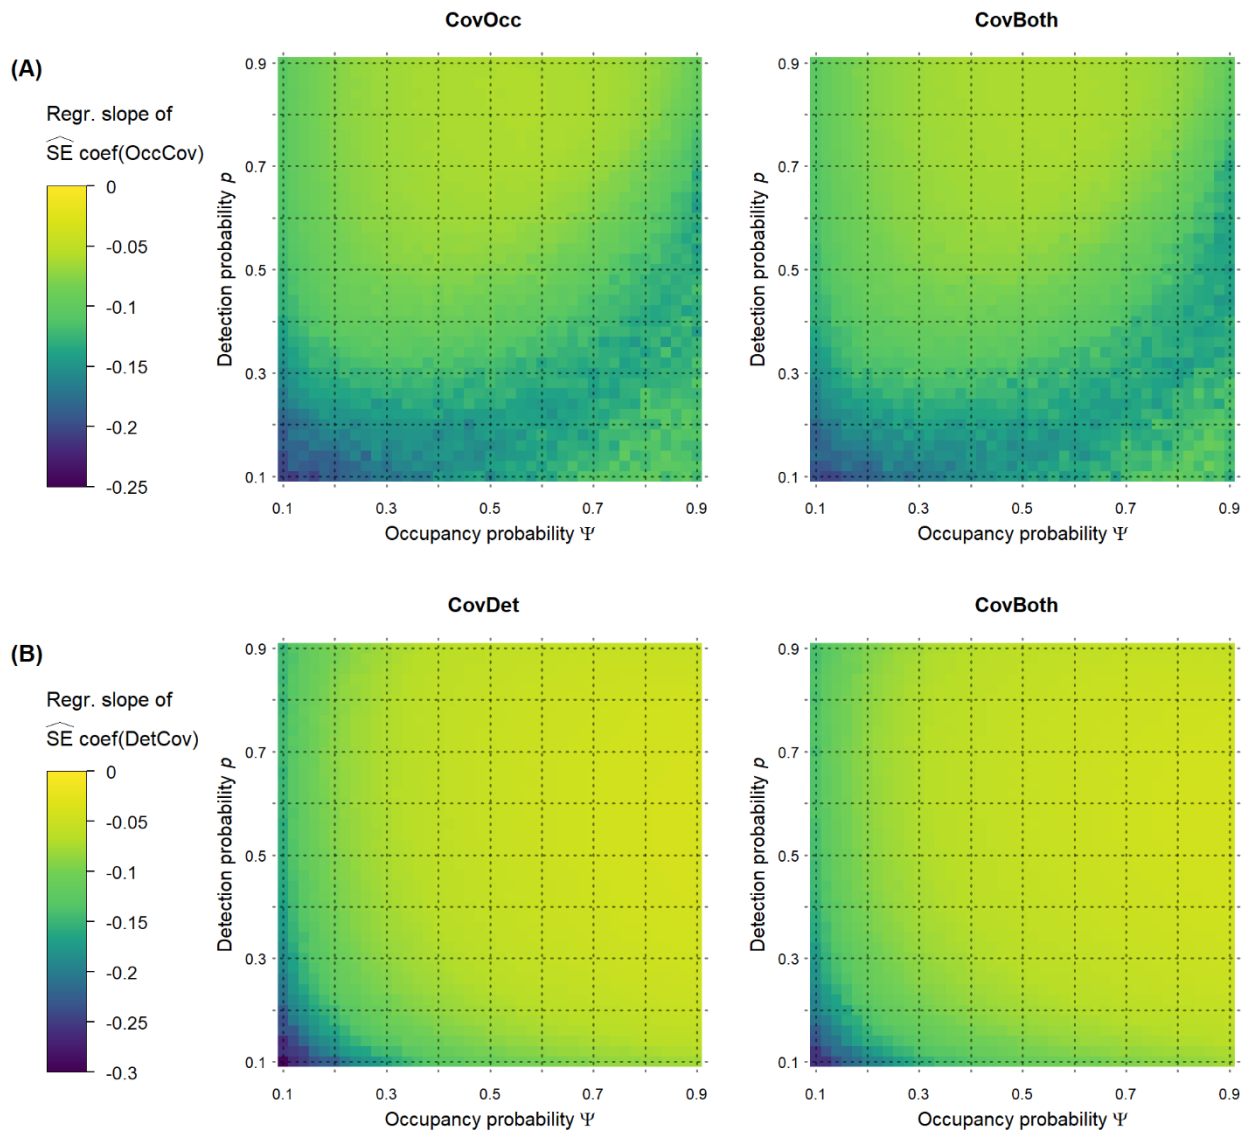 CovOcc
CovBoth
(A)
Regr. slope of
SE coef(OccCov)
0
-0.05
-0.1
-0.15
-0.2
-0.25
Detection probability p
0.9
0.7
0.5
0.3
0.1
0.1 0.3 0.5 0.7 0.9
Occupancy probability Ψ
Detection probability p
0.9
0.7
0.5
0.3
0.1
0.1 0.3 0.5 0.7 0.9
Occupancy probability Ψ
CovDet
CovBoth
(B)
Regr. slope of
SE coef(DetCov)
0
-0.05
-0.1
-0.15
-0.2
-0.25
-0.3
Detection probability p
0.9
0.7
0.5
0.3
0.1
0.1 0.3 0.5 0.7 0.9
Occupancy probability Ψ
Detection probability p
0.9
0.7
0.5
0.3
0.1
0.1 0.3 0.5 0.7 0.9
Occupancy probability Ψ